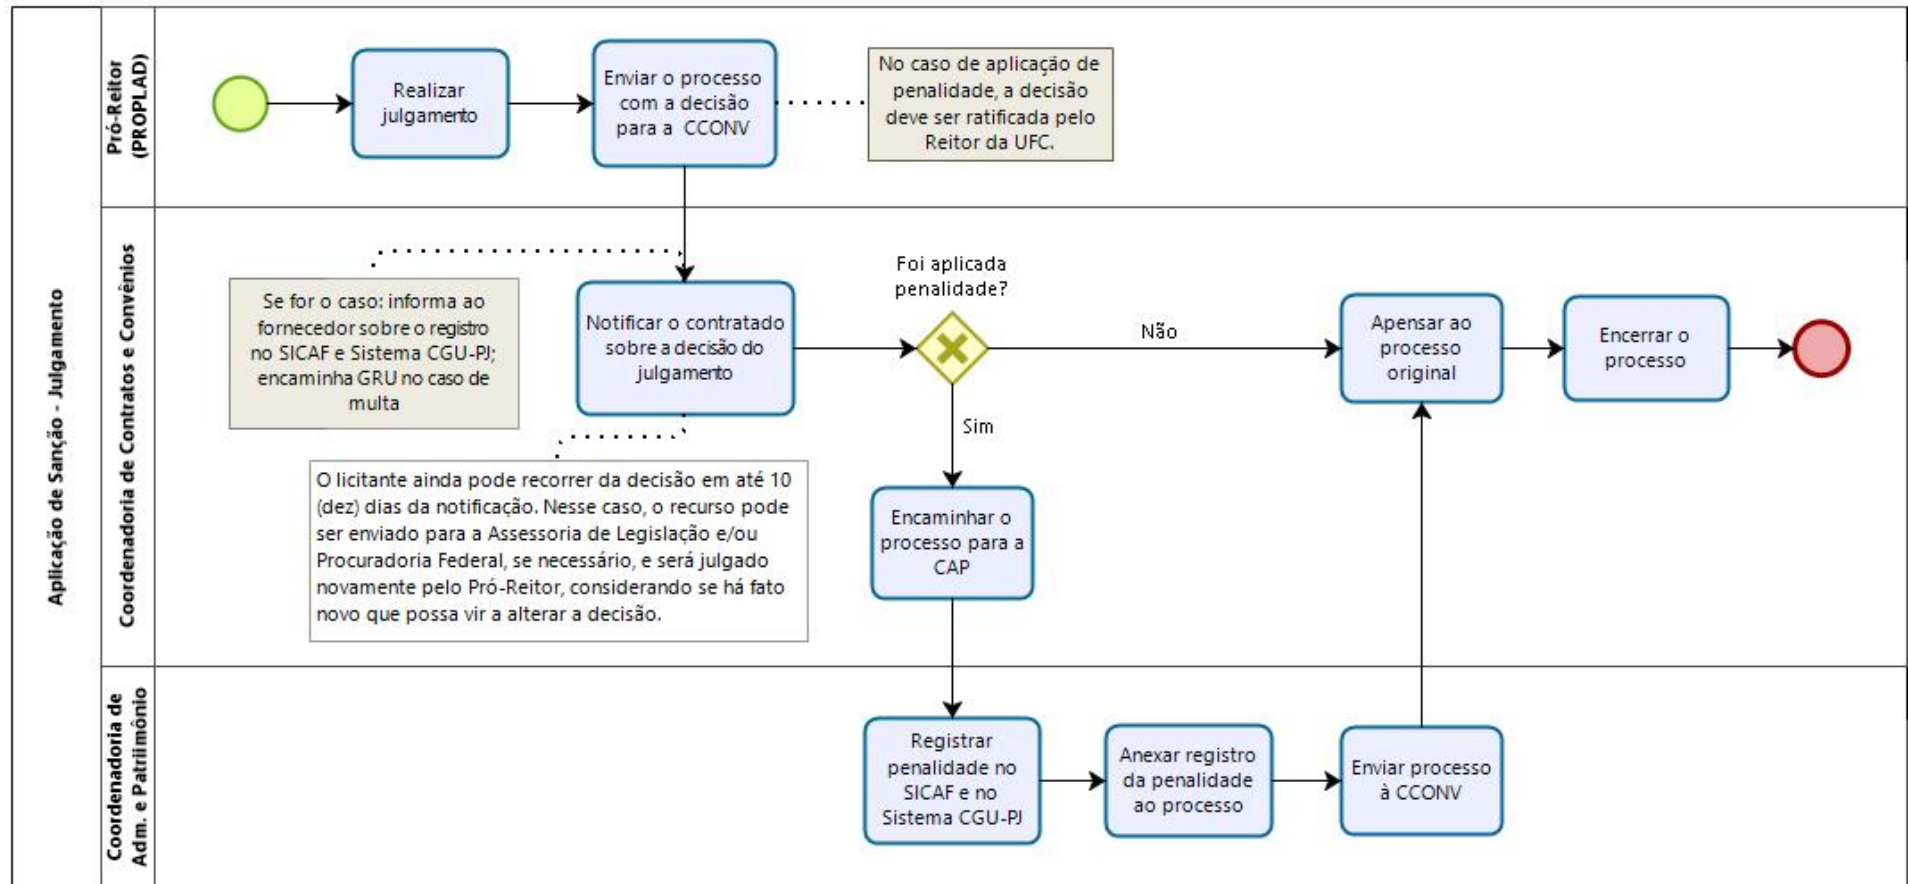 Aplicação de Sanção - Julgamento
Pró-Reitor
(PROPLAD)
Realizar
julgamento
Enviar o processo
com a decisão
para a CCONV
No caso de aplicação de
penalidade, a decisão
deve ser ratificada pelo
Reitor da UFC.
Coordenadoria de Contratos e Convênios
Se for o caso: informa ao
fornecedor sobre o registro
no SICAF e Sistema CGU-PJ;
encaminha GRU no caso de
multa
Notificar o contratado
sobre a decisão do
julgamento
O licitante ainda pode recorrer da decisão em até 10
(dez) dias da notificação. Nesse caso, o recurso pode
ser enviado para a Assessoria de Legislação e/ou
Procuradoria Federal, se necessário, e será julgado
novamente pelo Pró-Reitor, considerando se há fato
novo que possa vir a alterar a decisão.
Foi aplicada
penalidade?
Não
Sim
Apensar ao
processo
original
Encerrar o
processo
Encaminhar o
processo para a
CAP
Coordenadoria de
Adm. e Patriimônio
Registrar
penalidade no
SICAF e no
Sistema CGU-PJ
Anexar registro
da penalidade
ao processo
Enviar processo
à CCONV